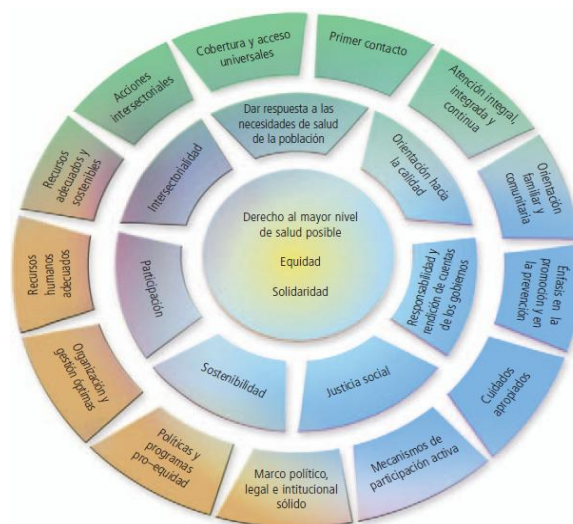 Cobertura y acceso
universales
Primer contacto
Atención integral,
integrada y
continua
Orientación
familiar y
comunitaria
Énfasis en la
promoción y en
la prevención
Cuidados
apropiados
Mecanismos de
participación activa
Marco político,
legal e intitucional
sólido
Políticas y
programas
pro–equidad
Organización y
gestión óptimas
Recursos
humanos
adecuados
Recursos
adecuados y
sostenibles
Acciones
intersectoriales
Dar respuesta a las
necesidades de salud
de la población
Orientación hacia
la calidad
Responsabilidad y
rendición de cuentas
de los gobiernos
Justicia social
Sostenibilidad
Participación
Intersectorialidad
Derecho al mayor nivel
de salud posible
Equidad
Solidaridad